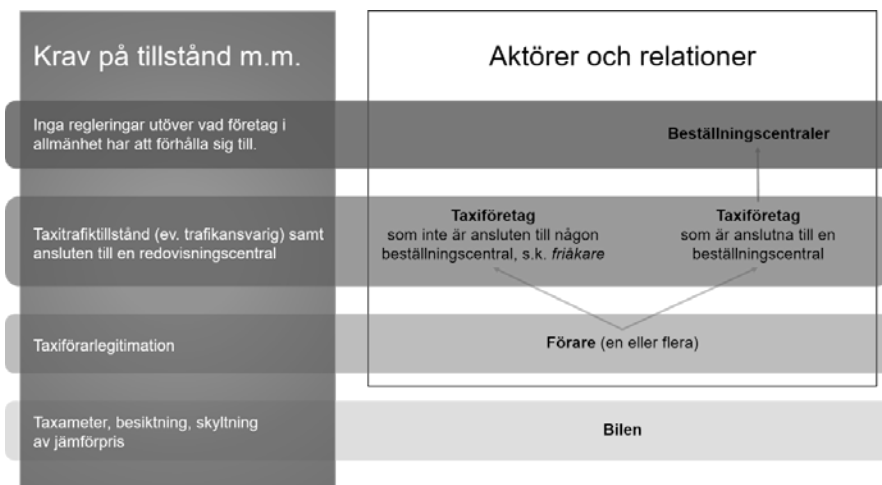 Krav på tillstånd m.m.
Aktörer och relationer
Inga regleringar utöver vad företag i
allmänhet har att förhålla sig till.
Beställningscentraler
Taxitrafiktillstånd (ev. trafikansvarig) samt
ansluten till en redovisningscentral
Taxiföretag
som inte är ansluten till någon
beställningscentral, s.k. friåkare
Taxiföretag
som är anslutna till en
beställningscentral
Taxiförarlegitimation
Förare (en eller flera)
Taxameter, besiktning, skyltning
av jämförpris
Bilen